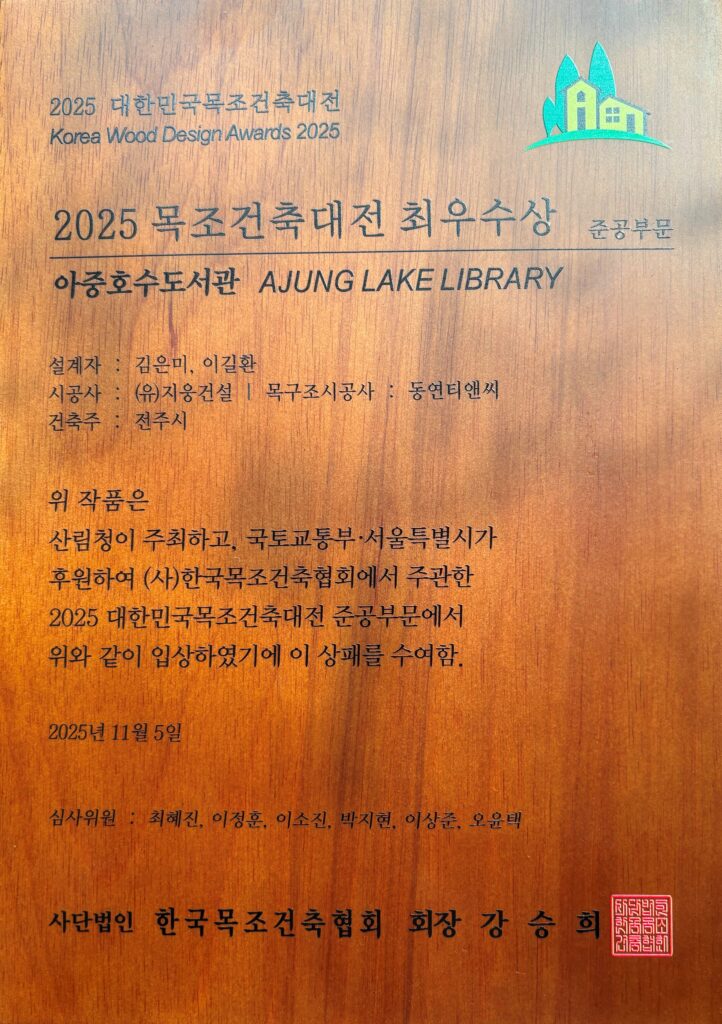 2025 대한민국목조건축대전
Korea Wood Design Awards 2025
2025 목조건축대전 최우수상 준공부문
아중호수도서관 AJUNG LAKE LIBRARY
설계자 : 김은미, 이길환
시공사 : (유)지웅건설 | 목구조시공사 : 동연티앤씨
건축주 : 전주시
위 작품은
산림청이 주최하고, 국토교통부·서울특별시가
후원하여 (사)한국목조건축협회에서 주관한
2025 대한민국목조건축대전 준공부문에서
위와 같이 입상하였기에 이 상패를 수여함.
2025년 11월 5일
심사위원 : 최혜진, 이정훈, 이소진, 박지현, 이상준, 오윤택
사단법인 한국목조건축협회 회장 강 승 희